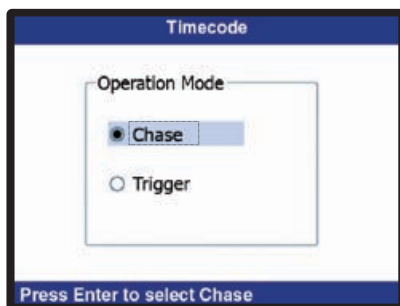 Timecode
Operation Mode
Chase
Trigger
Press Enter to select Chase